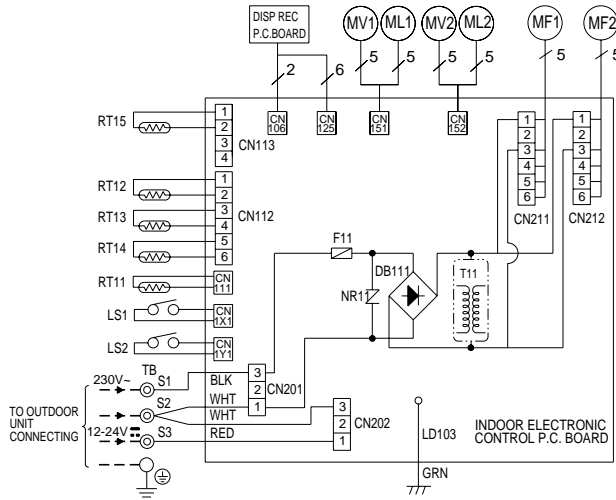 DISP REC
P.C.BOARD
MV1
ML1
MV2
ML2
MF1
MF2
2
6
5
5
5
5
5
5
RT15
1
2
3
4
CN113
CN
106
CN
125
CN
151
CN
152
1
2
3
4
5
6
CN211
1
2
3
4
5
6
CN212
RT12
RT13
RT14
1
2
3
4
5
6
CN112
RT11
CN
111
LS1
CN
1X1
LS2
CN
1Y1
F11
NR11
DB111
T11
TB
230V~
S1
BLK
3
2
1
CN201
S2
WHT
WHT
TO OUTDOOR
UNIT
CONNECTING
12-24V
S3
RED
3
2
1
CN202
LD103
GRN
INDOOR ELECTRONIC
CONTROL P.C. BOARD